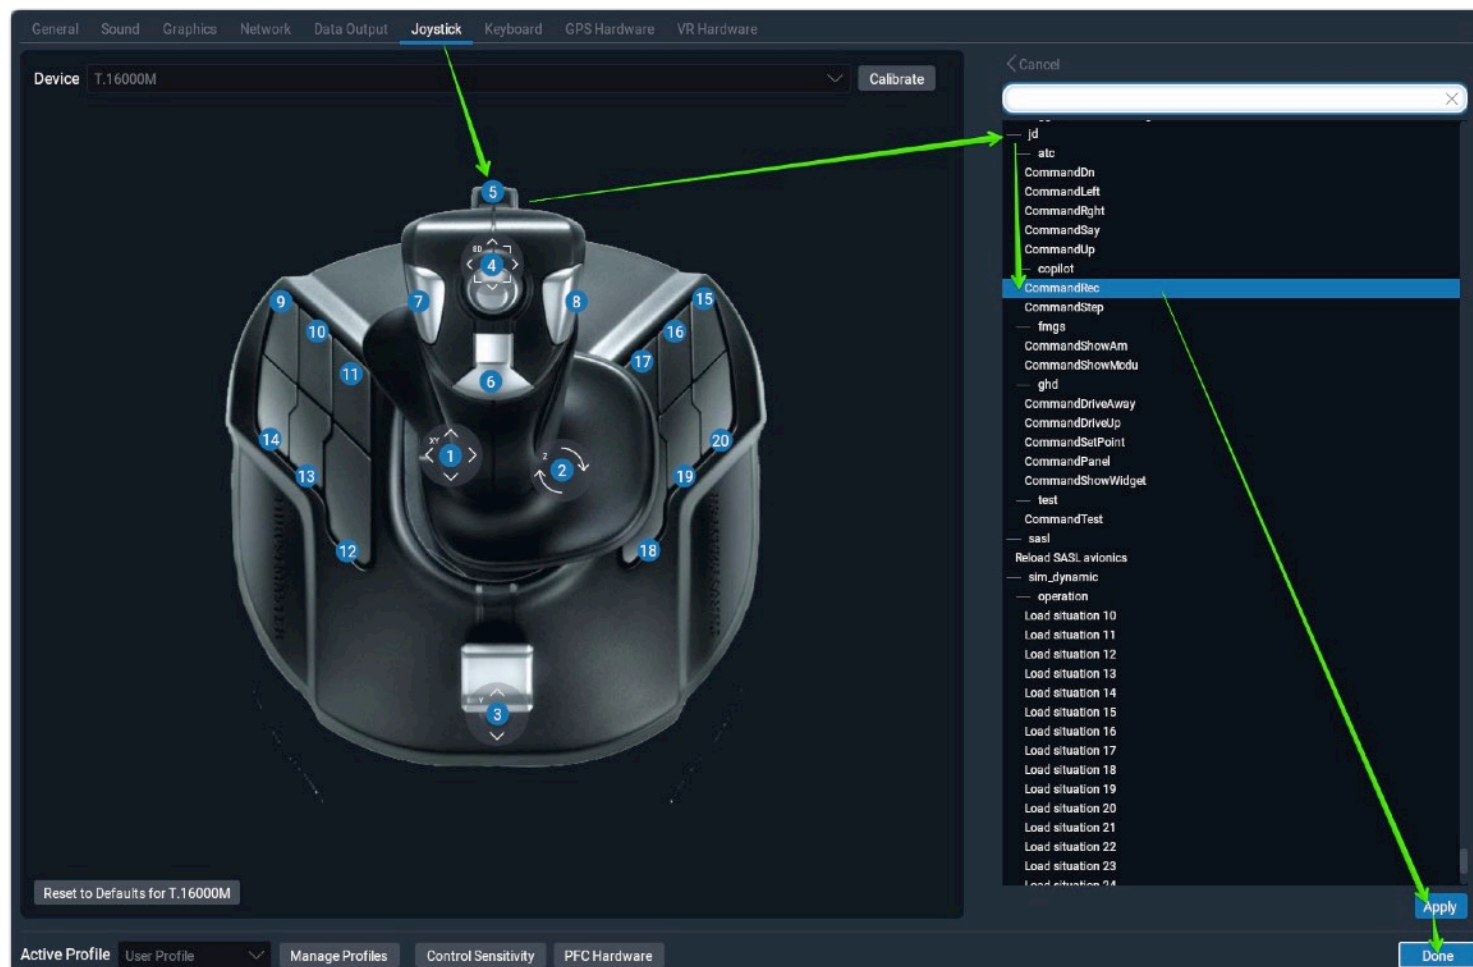 General Sound Graphics Network Data Output Joystick Keyboard GPS Hardware VR Hardware
Device T.16000M Calibrate
5
6D
4
7
8
9
10
11
15
16
17
6
XY
1
Z
2
14
13
12
20
19
18
3
Reset to Defaults for T.16000M
Cancel
jd
atc
CommandDn
CommandLeft
CommandRght
CommandSay
CommandUp
copilot
CommandRec
CommandStep
fmgs
CommandShowAm
CommandShowModu
ghd
CommandDriveAway
CommandDriveUp
CommandSetPoint
CommandPanel
CommandShowWidget
test
CommandTest
sasl
Reload SASL avionics
sim_dynamic
operation
Load situation 10
Load situation 11
Load situation 12
Load situation 13
Load situation 14
Load situation 15
Load situation 16
Load situation 17
Load situation 18
Load situation 19
Load situation 20
Load situation 21
Load situation 22
Load situation 23
Load situation 24
Apply
Active Profile User Profile Manage Profiles Control Sensitivity PFC Hardware Done